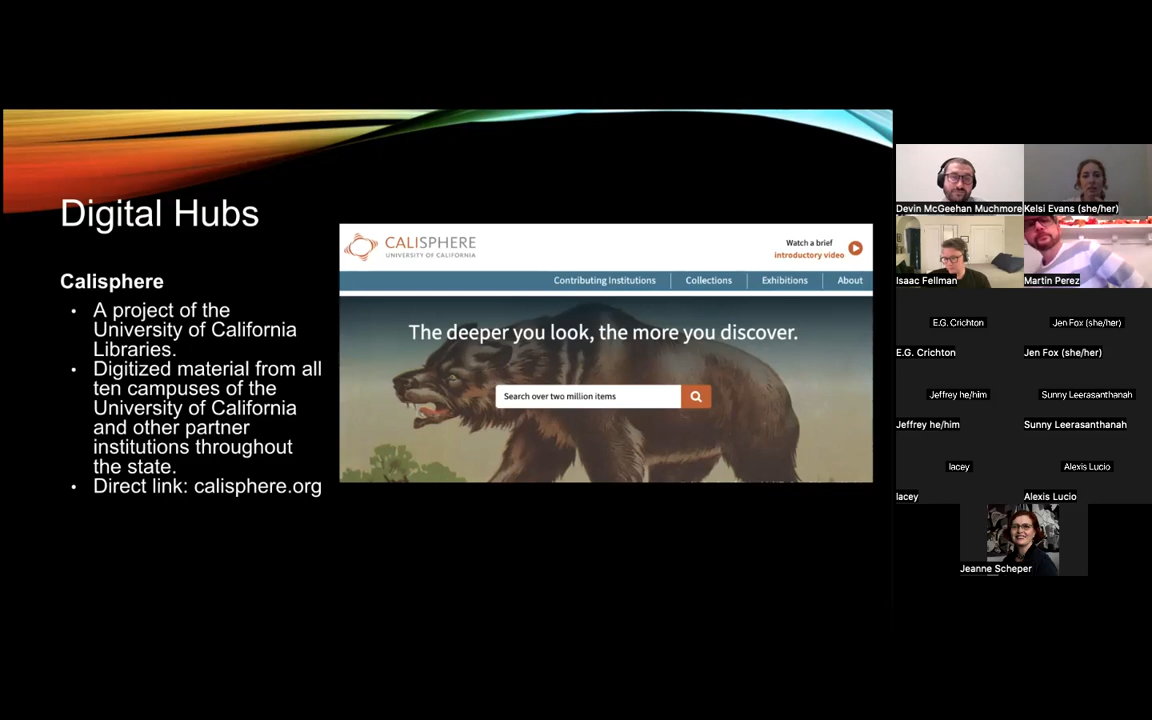 Digital Hubs
Calisphere
• A project of the
University of California
Libraries.
• Digitized material from all
ten campuses of the
University of California
and other partner
institutions throughout
the state.
• Direct link: calisphere.org
CALISPHERE
UNIVERSITY OF CALIFORNIA
Watch a brief
introductory video
Contributing Institutions
Collections
Exhibitions
About
The deeper you look, the more you discover.
Search over two million items
Devin McGeehan Muchmore
Kelsi Evans (she/her)
Isaac Fellman
Martin Perez
E.G. Crichton
Jen Fox (she/her)
E.G. Crichton
Jen Fox (she/her)
Jeffrey he/him
Sunny Leerasanthanah
Jeffrey he/him
Sunny Leerasanthanah
lacey
Alexis Lucio
lacey
Alexis Lucio
Jeanne Scheper